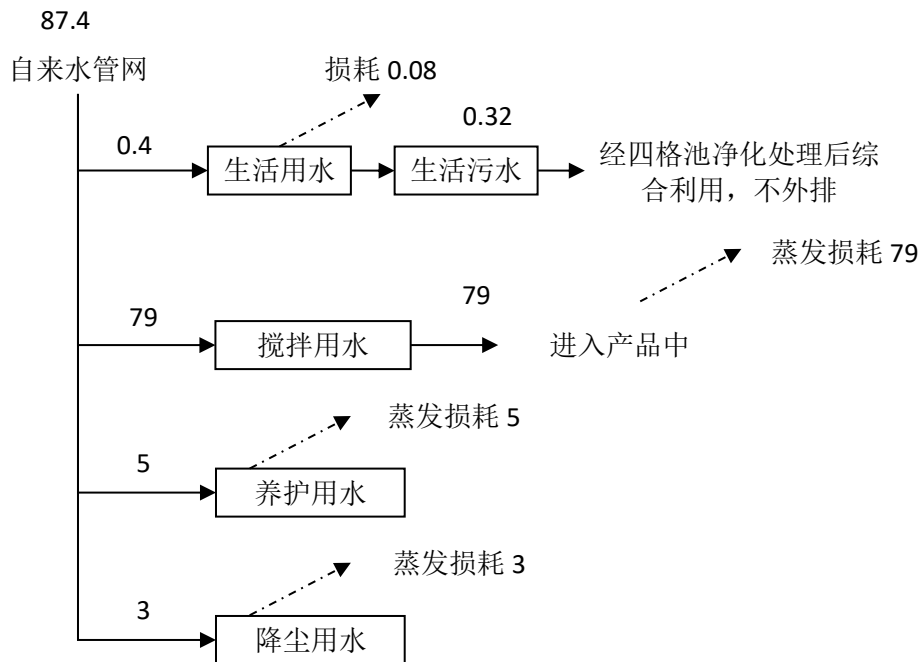 87.4
自来水管网
损耗 0.08
0.4
生活用水
0.32
生活污水
经四格池净化处理后综
合利用，不外排
蒸发损耗 79
79
搅拌用水
79
进入产品中
蒸发损耗 5
5
养护用水
蒸发损耗 3
3
降尘用水